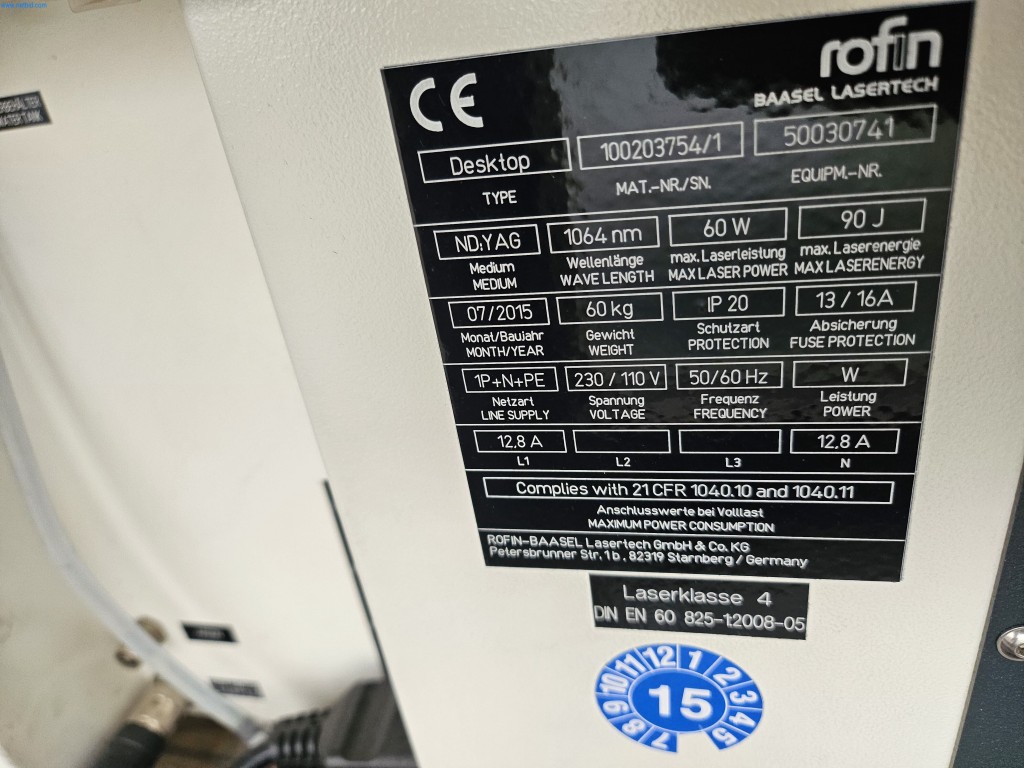 rofin
BAASEL LASERTECH
CE
Desktop 100203754/1 50030741
TYPE MAT.-NR./SN. EQUIPM.-NR.
ND:YAG 1064 nm 60 W 90 J
Medium Wellenlänge max. Laserleistung max. Laserenergie
MEDIUM WAVE LENGTH MAX LASER POWER MAX LASERENERGY
07/2015 60 kg IP 20 13 / 16A
Monat/Baujahr Gewicht Schutzart Absicherung
MONTH/YEAR WEIGHT PROTECTION FUSE PROTECTION
1P+N+PE 230 / 110 V 50/60 Hz W
Netzart Spannung Frequenz Leistung
LINE SUPPLY VOLTAGE FREQUENCY POWER
12,8 A 12,8 A
L1 L2 L3 N
Complies with 21 CFR 1040.10 and 1040.11
Anschlusswerte bei Volllast
MAXIMUM POWER CONSUMPTION
ROFIN-BAASEL Lasertech GmbH & Co. KG
Petersbrunner Str. 1b, 82319 Starnberg / Germany
Laserklasse 4
DIN EN 60 825-1:2008-05
7 8 9 10 11 12 1 2 3 4 5
15
WATER TANK